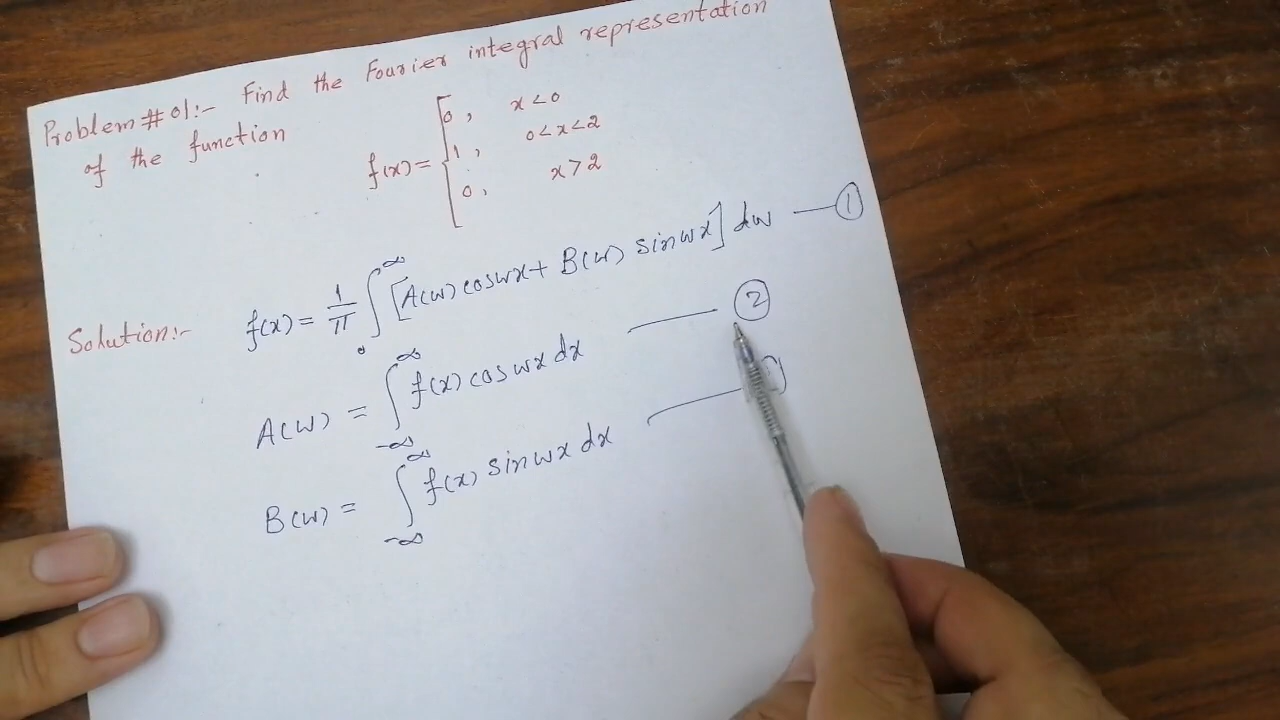 Problem # 01:- Find the Fourier integral representation
of the function
f(x) = [ 0 , x < 0
1 , 0 < x < 2
0 , x > 2
Solution:- f(x) = 1/π ∫₀^∞ [A(w) cos wx + B(w) sin wx] dw — ①
A(w) = ∫_{-∞}^{∞} f(x) cos wx dx — ②
B(w) = ∫_{-∞}^{∞} f(x) sin wx dx —